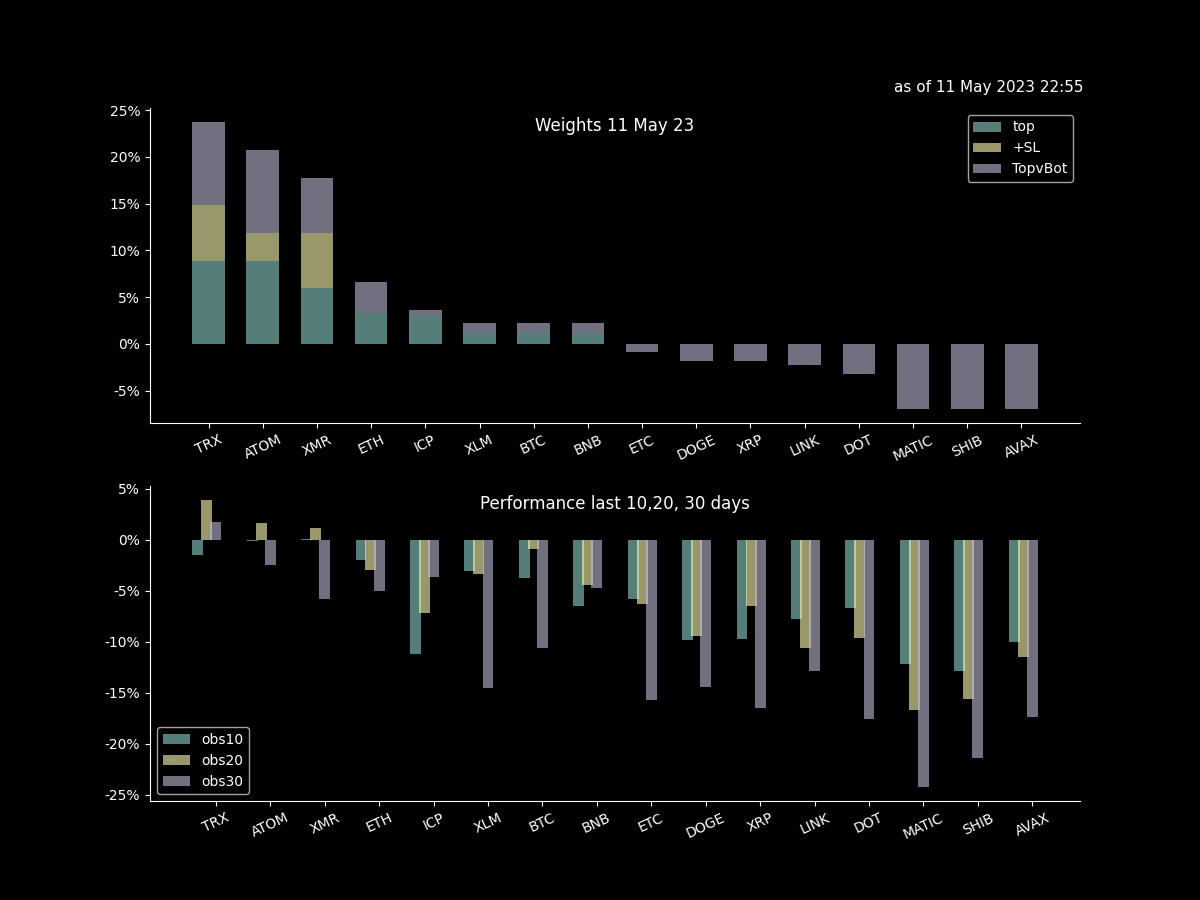 as of 11 May 2023 22:55
Weights 11 May 23
25%
20%
15%
10%
5%
0%
-5%
top
+SL
TopvBot
TRX ATOM XMR ETH ICP XLM BTC BNB ETC DOGE XRP LINK DOT MATIC SHIB AVAX
Performance last 10,20, 30 days
5%
0%
-5%
-10%
-15%
-20%
-25%
obs10
obs20
obs30
TRX ATOM XMR ETH ICP XLM BTC BNB ETC DOGE XRP LINK DOT MATIC SHIB AVAX